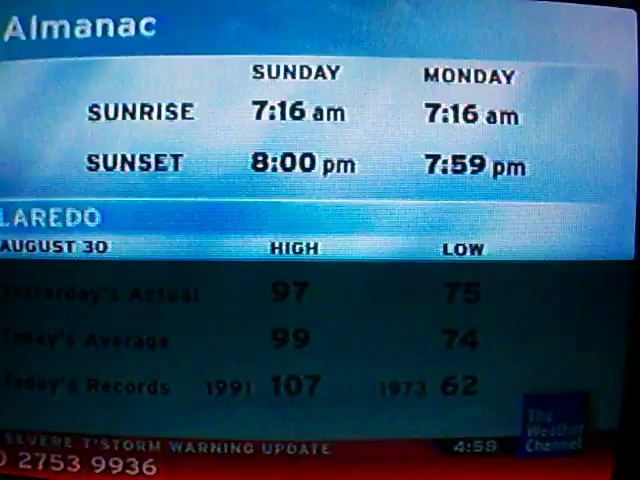 Almanac
SUNDAY MONDAY
SUNRISE 7:16 am 7:16 am
SUNSET 8:00 pm 7:59 pm
LAREDO
AUGUST 30 HIGH LOW
Yesterday's Actual 97 75
Today's Average 99 74
Today's Records 1991 107 1973 62
The Weather Channel
SEVERE T'STORM WARNING UPDATE 4:58
2753 9936